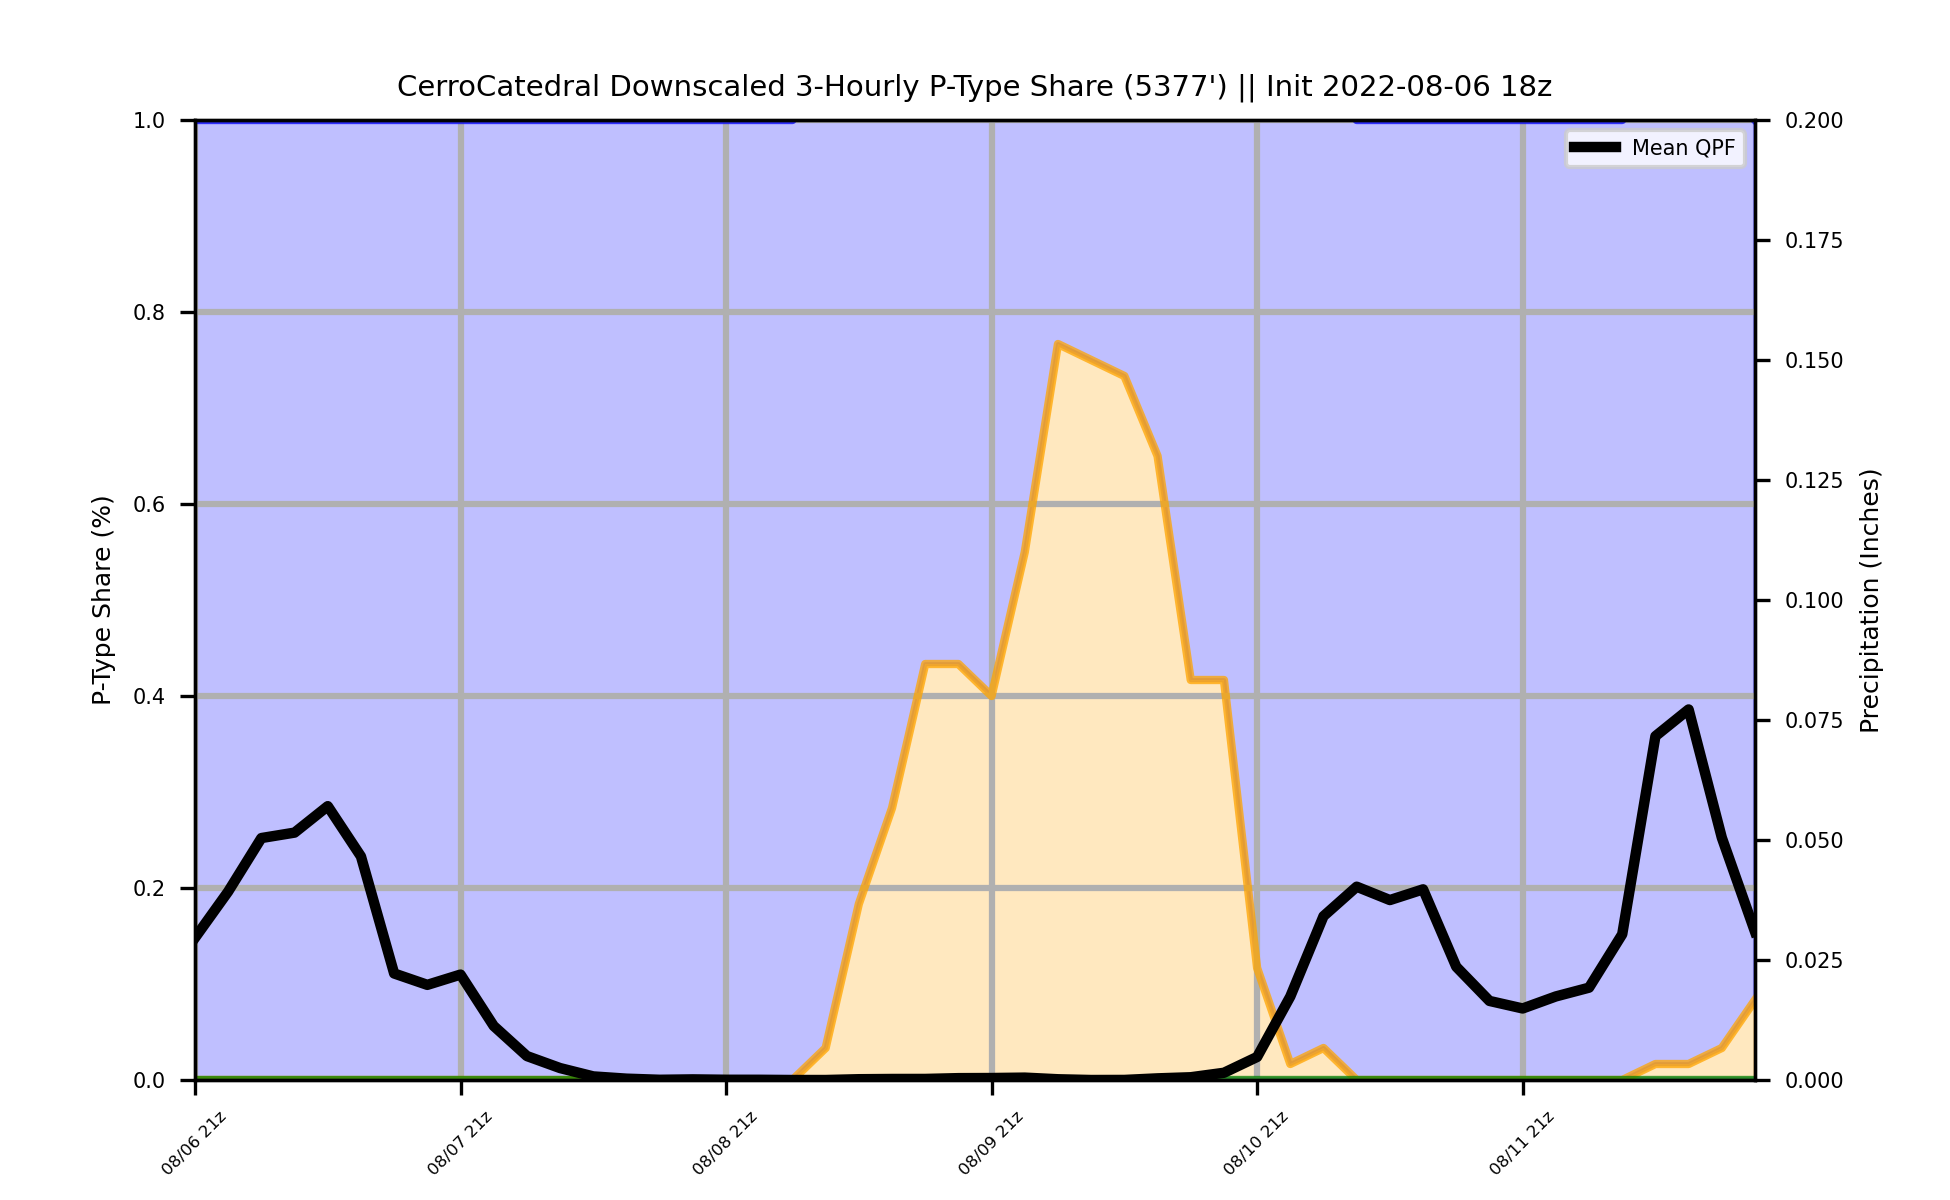 CerroCatedral Downscaled 3-Hourly P-Type Share (5377') || Init 2022-08-06 18z
Mean QPF
P-Type Share (%)
1.0
0.8
0.6
0.4
0.2
0.0
Precipitation (Inches)
0.200
0.175
0.150
0.125
0.100
0.075
0.050
0.025
0.000
08/06 21z
08/07 21z
08/08 21z
08/09 21z
08/10 21z
08/11 21z